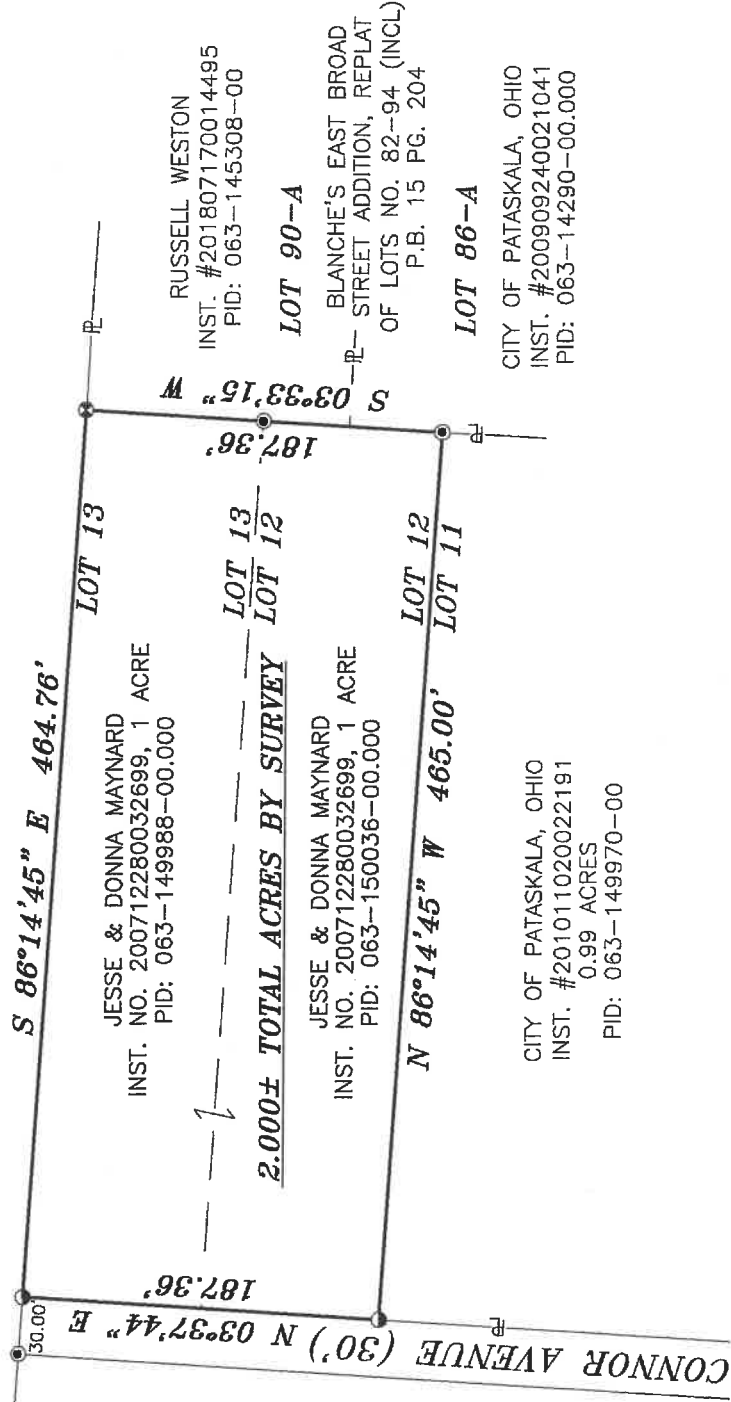 S 86°14'45" E 464.76'
30.00'
LOT 13
JESSE & DONNA MAYNARD
INST. NO. 200712280032699, 1 ACRE
PID: 063-149988-00.000
187.36'
N 03°37'44" E
CONNOR AVENUE (30')
LOT 13
LOT 12
2.000± TOTAL ACRES BY SURVEY
JESSE & DONNA MAYNARD
INST. NO. 200712280032699, 1 ACRE
PID: 063-150036-00.000
LOT 12
LOT 11
N 86°14'45" W 465.00'
187.36'
S 03°33'15" W
PL
PL
PL
PL
RUSSELL WESTON
INST. #201807170014495
PID: 063-145308-00
LOT 90-A
BLANCHE'S EAST BROAD
STREET ADDITION, REPLAT
OF LOTS NO. 82-94 (INCL)
P.B. 15 PG. 204
LOT 86-A
CITY OF PATASKALA, OHIO
INST. #200909240021041
PID: 063-14290-00.000
CITY OF PATASKALA, OHIO
INST. #201011020022191
0.99 ACRES
PID: 063-149970-00